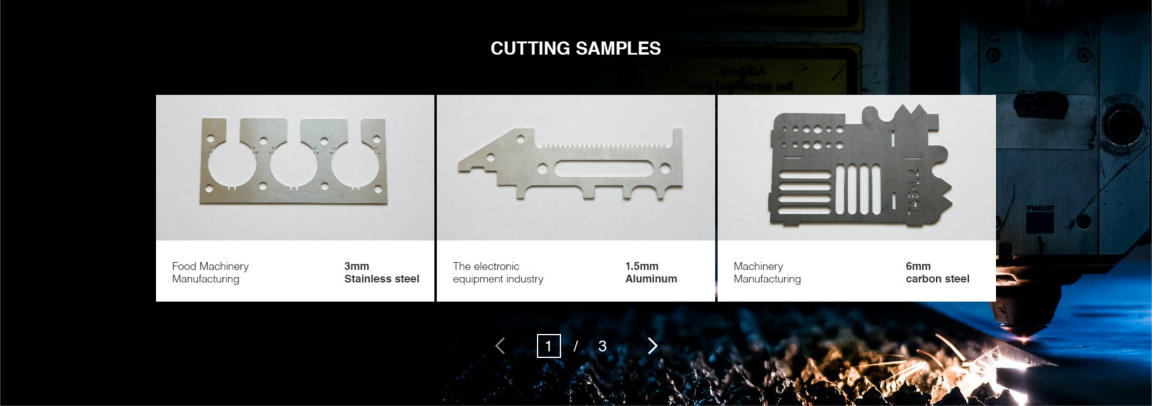 CUTTING SAMPLES
Food Machinery
Manufacturing
3mm
Stainless steel
The electronic
equipment industry
1.5mm
Aluminum
Machinery
Manufacturing
6mm
carbon steel
1 / 3